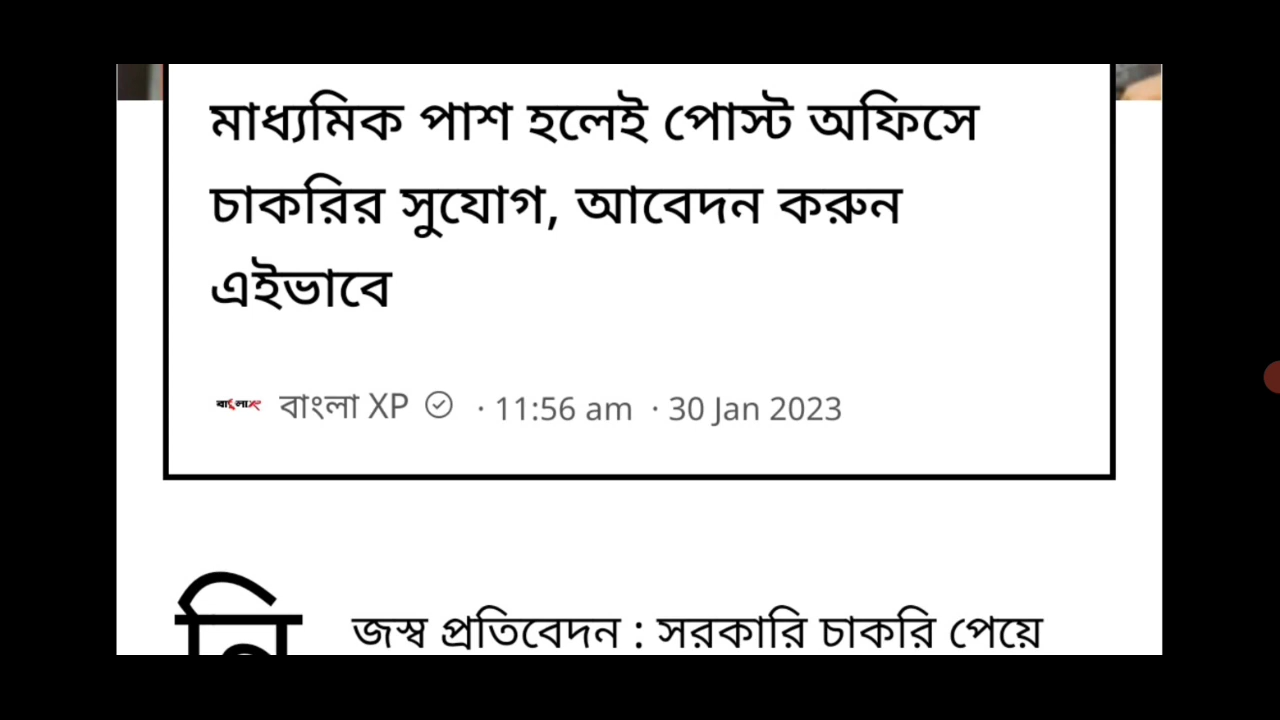 মাধ্যমিক পাশ হলেই পোস্ট অফিসে
চাকরির সুযোগ, আবেদন করুন
এইভাবে
বাংলাXP বাংলা XP · 11:56 am · 30 Jan 2023
নিজস্ব প্রতিবেদন : সরকারি চাকরি পেয়ে